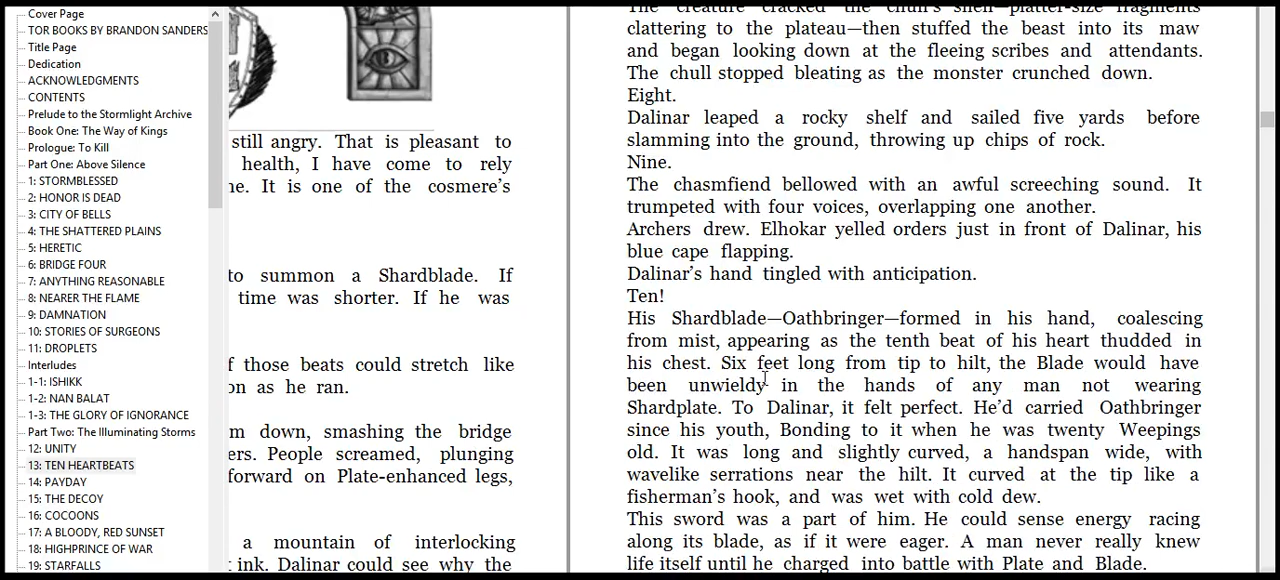 Cover Page
TOR BOOKS BY BRANDON SANDERS
Title Page
Dedication
ACKNOWLEDGMENTS
CONTENTS
Prelude to the Stormlight Archive
Book One: The Way of Kings
Prologue: To Kill
Part One: Above Silence
1: STORMBLESSED
2: HONOR IS DEAD
3: CITY OF BELLS
4: THE SHATTERED PLAINS
5: HERETIC
6: BRIDGE FOUR
7: ANYTHING REASONABLE
8: NEARER THE FLAME
9: DAMNATION
10: STORIES OF SURGEONS
11: DROPLETS
Interludes
1-1: ISHIKK
1-2: NAN BALAT
1-3: THE GLORY OF IGNORANCE
Part Two: The Illuminating Storms
12: UNITY
13: TEN HEARTBEATS
14: PAYDAY
15: THE DECOY
16: COCOONS
17: A BLOODY, RED SUNSET
18: HIGHPRINCE OF WAR
19: STARFALLS
still angry. That is pleasant to
health, I have come to rely
ne. It is one of the cosmere's
to summon a Shardblade. If
time was shorter. If he was
f those beats could stretch like
on as he ran.
m down, smashing the bridge
ers. People screamed, plunging
forward on Plate-enhanced legs,
a mountain of interlocking
ink. Dalinar could see why the
The creature cracked the chull's shell—platter-size fragments
clattering to the plateau—then stuffed the beast into its maw
and began looking down at the fleeing scribes and attendants.
The chull stopped bleating as the monster crunched down.
Eight.
Dalinar leaped a rocky shelf and sailed five yards before
slamming into the ground, throwing up chips of rock.
Nine.
The chasmfiend bellowed with an awful screeching sound. It
trumpeted with four voices, overlapping one another.
Archers drew. Elhokar yelled orders just in front of Dalinar, his
blue cape flapping.
Dalinar's hand tingled with anticipation.
Ten!
His Shardblade—Oathbringer—formed in his hand, coalescing
from mist, appearing as the tenth beat of his heart thudded in
his chest. Six feet long from tip to hilt, the Blade would have
been unwieldy in the hands of any man not wearing
Shardplate. To Dalinar, it felt perfect. He'd carried Oathbringer
since his youth, Bonding to it when he was twenty Weepings
old. It was long and slightly curved, a handspan wide, with
wavelike serrations near the hilt. It curved at the tip like a
fisherman's hook, and was wet with cold dew.
This sword was a part of him. He could sense energy racing
along its blade, as if it were eager. A man never really knew
life itself until he charged into battle with Plate and Blade.